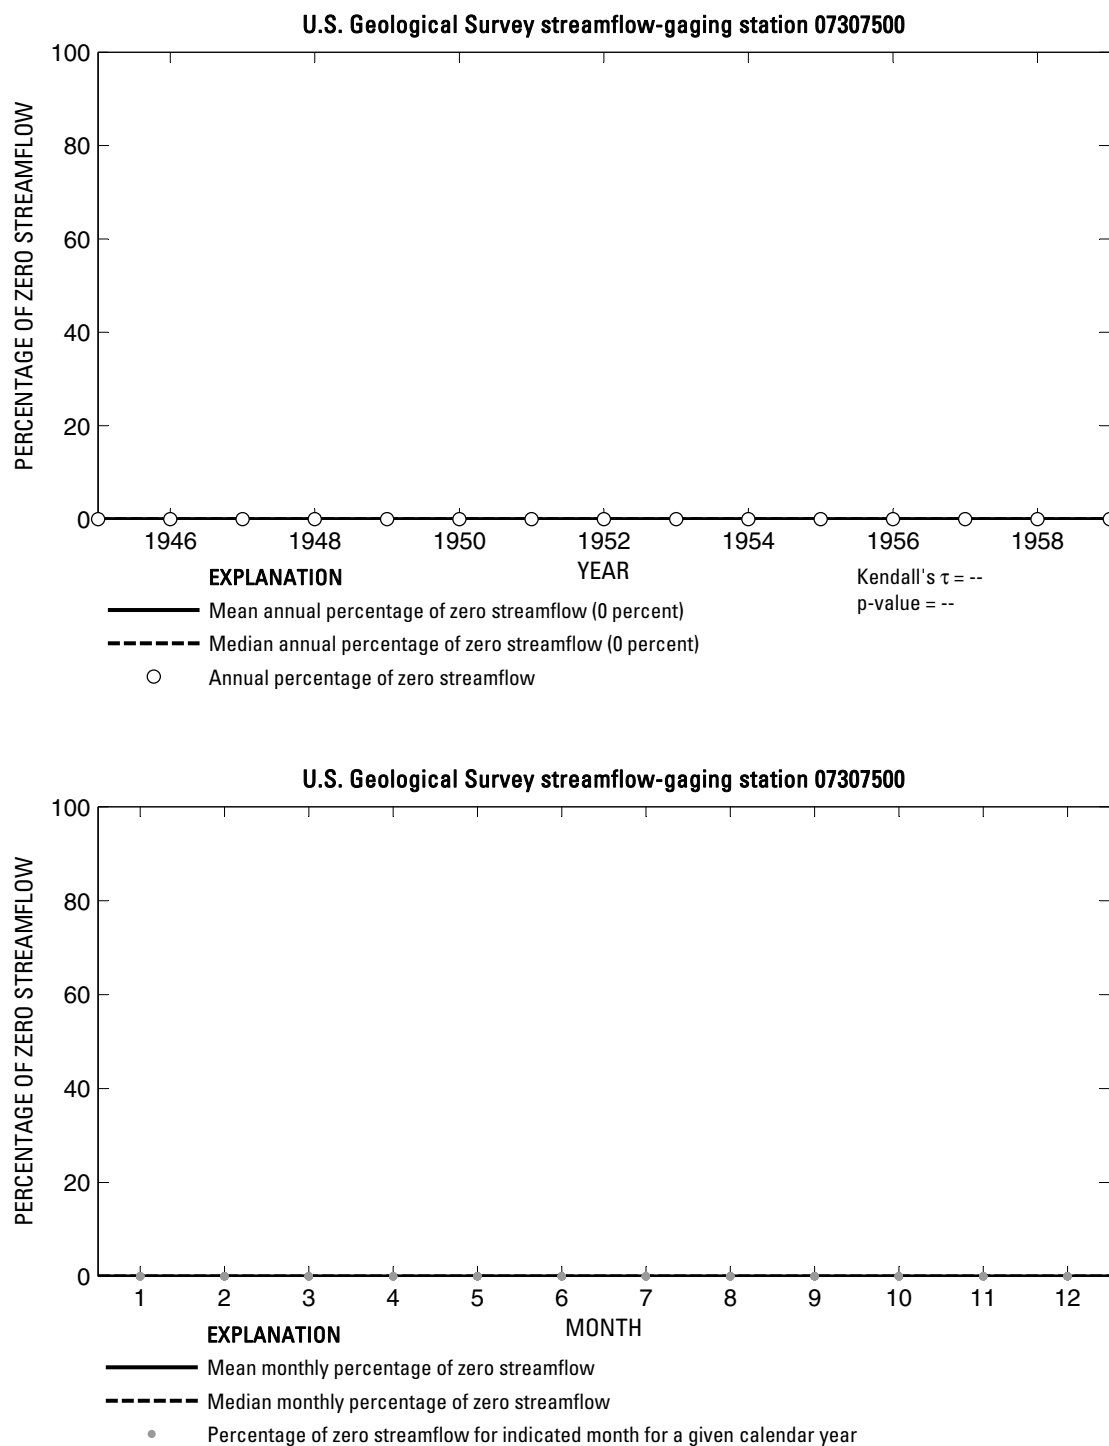 U.S. Geological Survey streamflow-gaging station 07307500
PERCENTAGE OF ZERO STREAMFLOW
100
80
60
40
20
0
1946 1948 1950 1952 1954 1956 1958
YEAR
EXPLANATION
Mean annual percentage of zero streamflow (0 percent)
Median annual percentage of zero streamflow (0 percent)
Annual percentage of zero streamflow
Kendall's τ = --
p-value = --
U.S. Geological Survey streamflow-gaging station 07307500
PERCENTAGE OF ZERO STREAMFLOW
100
80
60
40
20
0
1 2 3 4 5 6 7 8 9 10 11 12
MONTH
EXPLANATION
Mean monthly percentage of zero streamflow
Median monthly percentage of zero streamflow
Percentage of zero streamflow for indicated month for a given calendar year